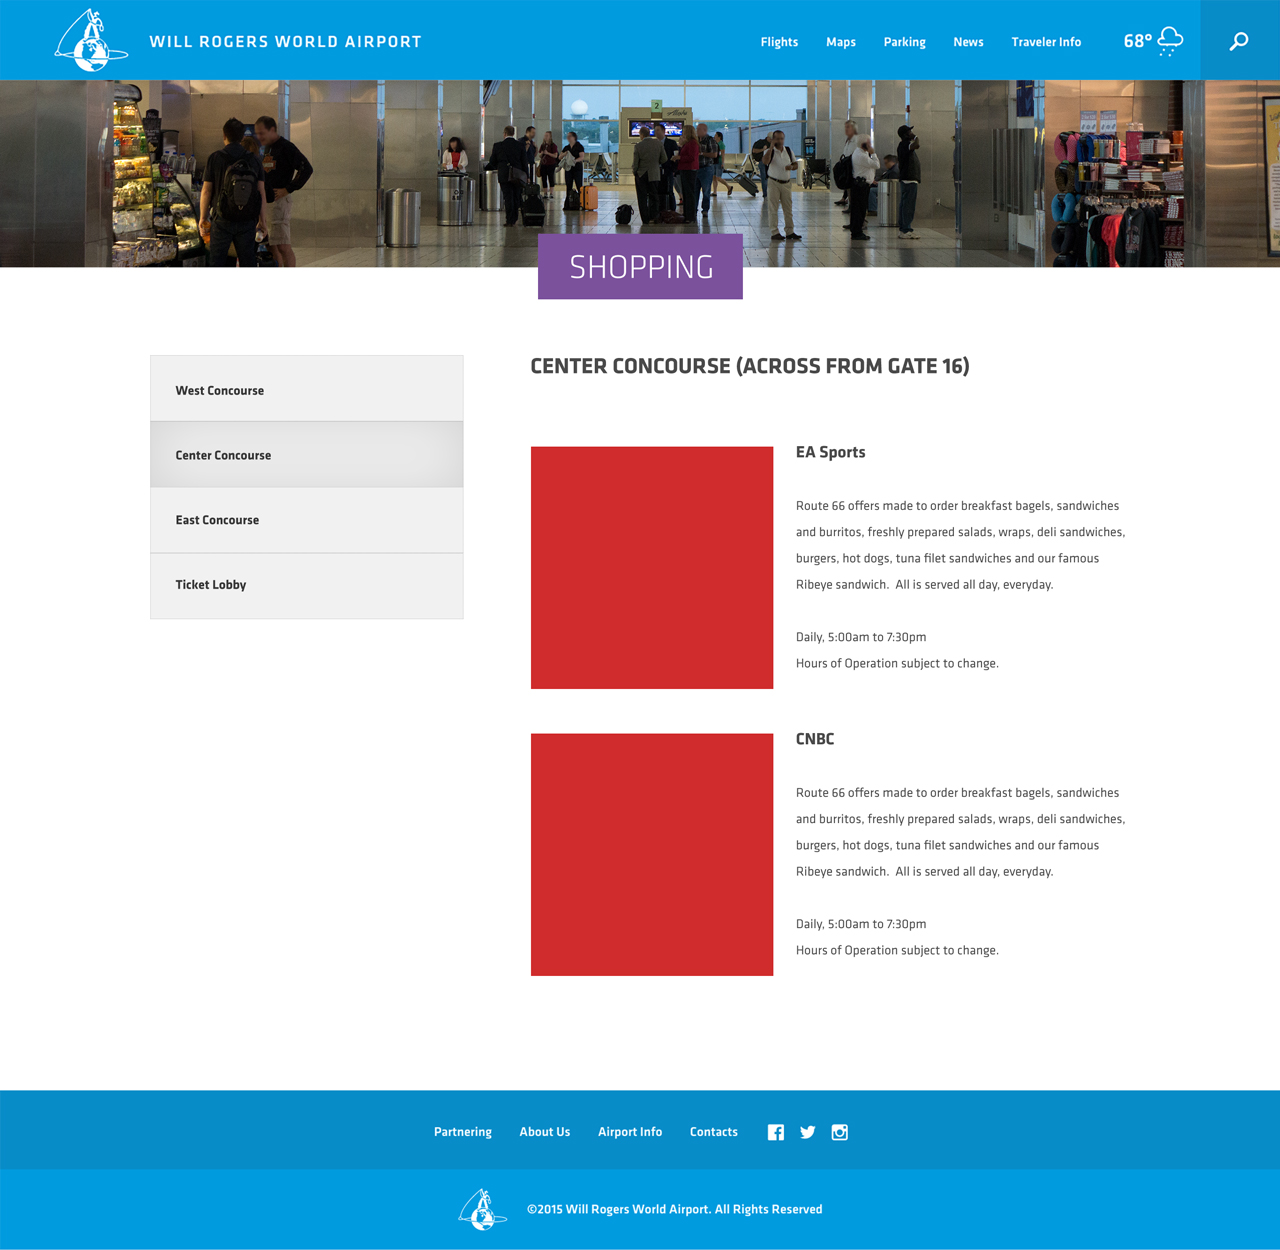 WILL ROGERS WORLD AIRPORT
Flights
Maps
Parking
News
Traveler Info
68°
2
SHOPPING
West Concourse
Center Concourse
East Concourse
Ticket Lobby
CENTER CONCOURSE (ACROSS FROM GATE 16)
EA Sports
Route 66 offers made to order breakfast bagels, sandwiches
and burritos, freshly prepared salads, wraps, deli sandwiches,
burgers, hot dogs, tuna filet sandwiches and our famous
Ribeye sandwich.  All is served all day, everyday.
Daily, 5:00am to 7:30pm
Hours of Operation subject to change.
CNBC
Route 66 offers made to order breakfast bagels, sandwiches
and burritos, freshly prepared salads, wraps, deli sandwiches,
burgers, hot dogs, tuna filet sandwiches and our famous
Ribeye sandwich.  All is served all day, everyday.
Daily, 5:00am to 7:30pm
Hours of Operation subject to change.
Partnering
About Us
Airport Info
Contacts
©2015 Will Rogers World Airport. All Rights Reserved